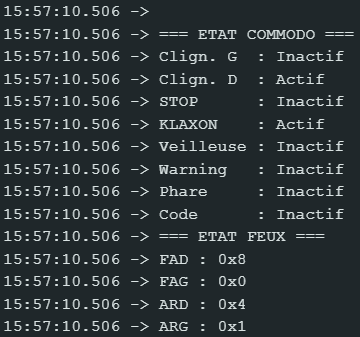 15:57:10.506 ->
15:57:10.506 -> === ETAT COMMODO ===
15:57:10.506 -> Clign. G  : Inactif
15:57:10.506 -> Clign. D  : Actif
15:57:10.506 -> STOP      : Inactif
15:57:10.506 -> KLAXON    : Actif
15:57:10.506 -> Veilleuse : Inactif
15:57:10.506 -> Warning   : Inactif
15:57:10.506 -> Phare     : Inactif
15:57:10.506 -> Code      : Inactif
15:57:10.506 -> === ETAT FEUX ===
15:57:10.506 -> FAD : 0x8
15:57:10.506 -> FAG : 0x0
15:57:10.506 -> ARD : 0x4
15:57:10.506 -> ARG : 0x1